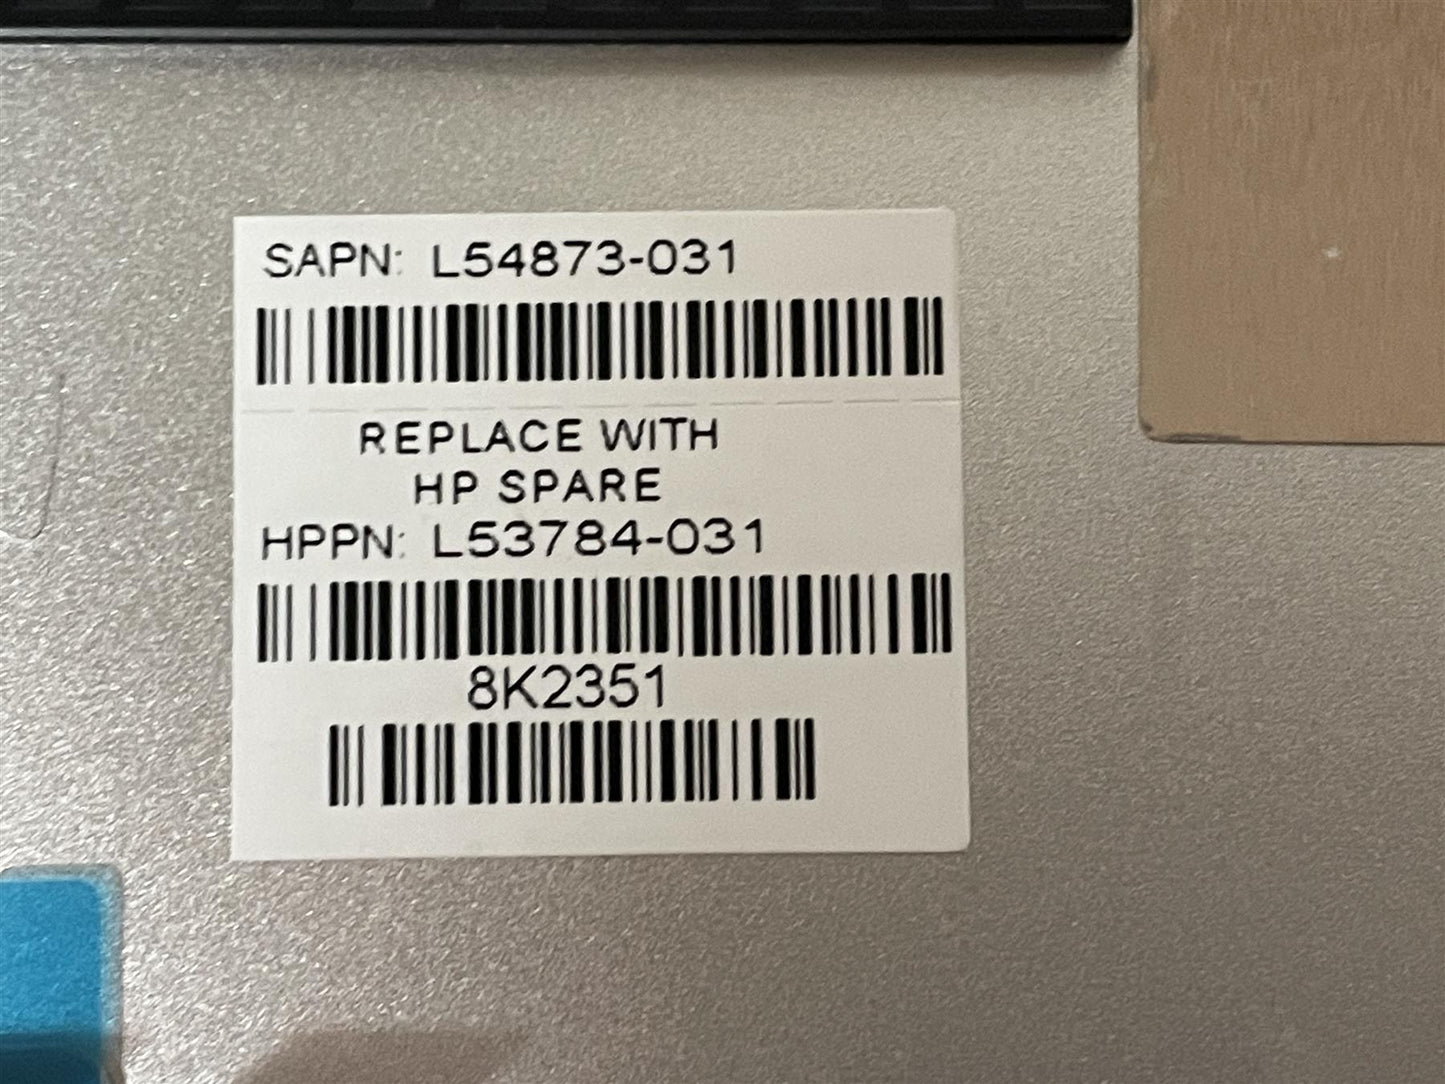 SAPN: L54873-031
REPLACE WITH
HP SPARE
HPPN: L53784-031
8K2351